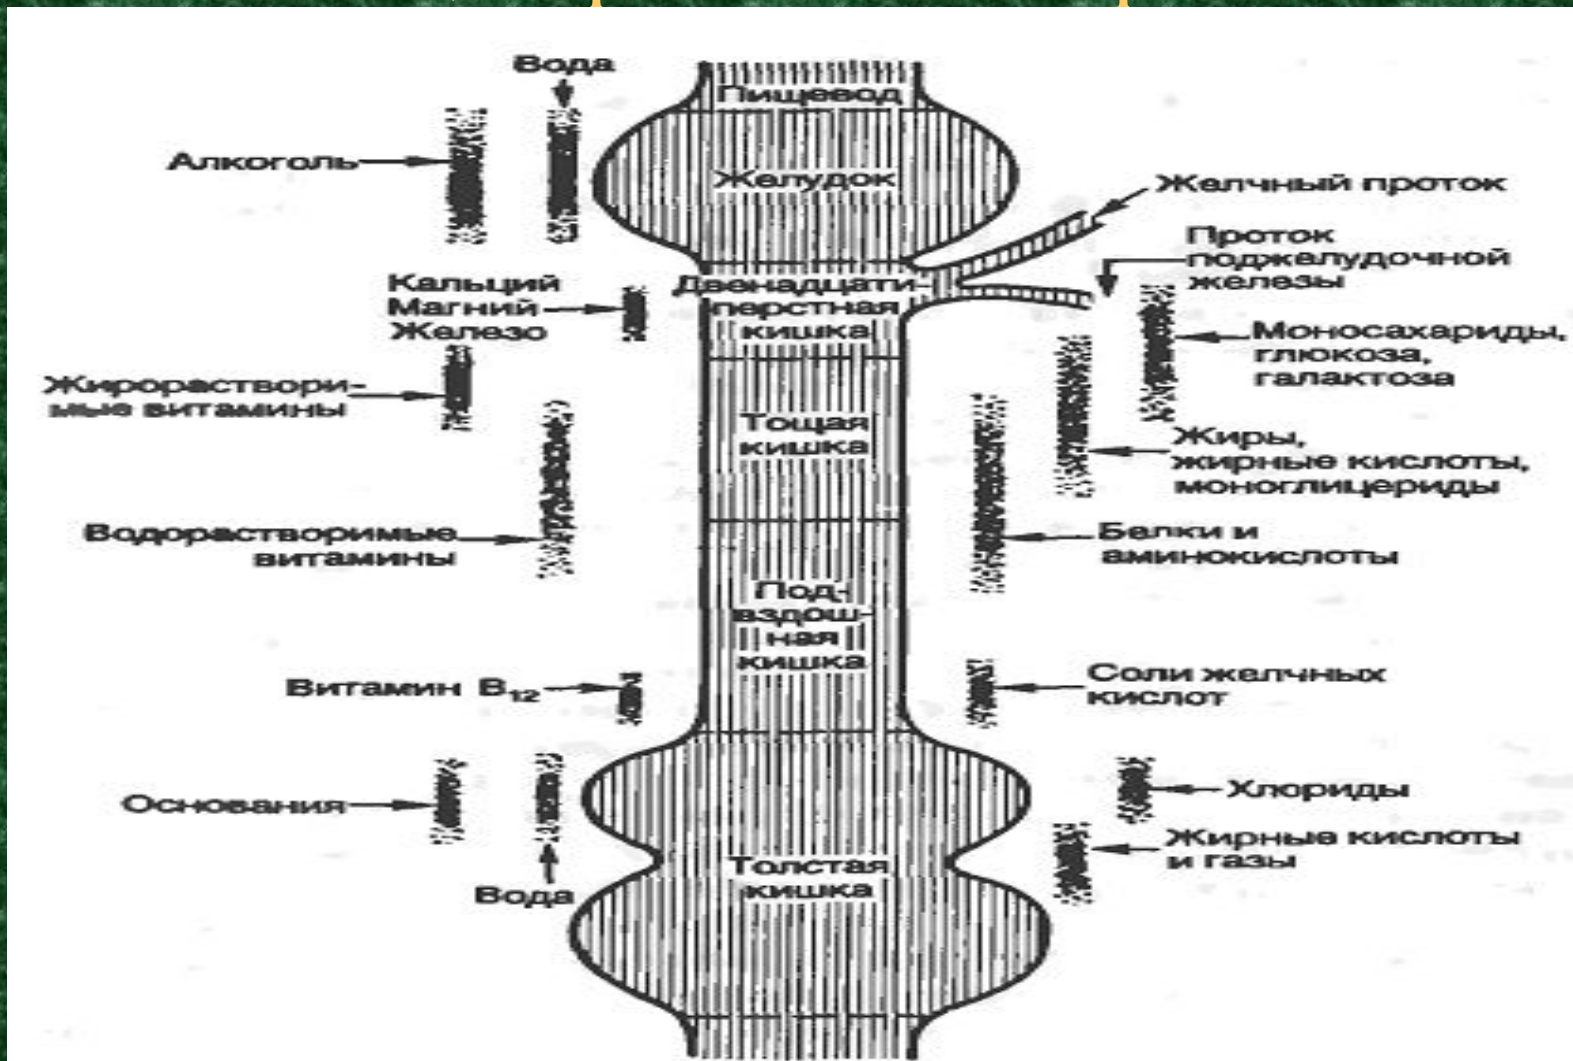 Вода
Пищевод
Алкоголь
Желудок
Желчный проток
Проток
поджелудочной
железы
Кальций
Магний
Железо
Двенадцати-
перстная
кишка
Моносахариды,
глюкоза,
галактоза
Жирораствори-
мые витамины
Тощая
кишка
Жиры,
жирные кислоты,
моноглицериды
Водорастворимые
витамины
Белки и
аминокислоты
Под-
вздош-
ная
кишка
Витамин B₁₂
Соли желчных
кислот
Основания
Хлориды
Вода
Толстая
кишка
Жирные кислоты
и газы